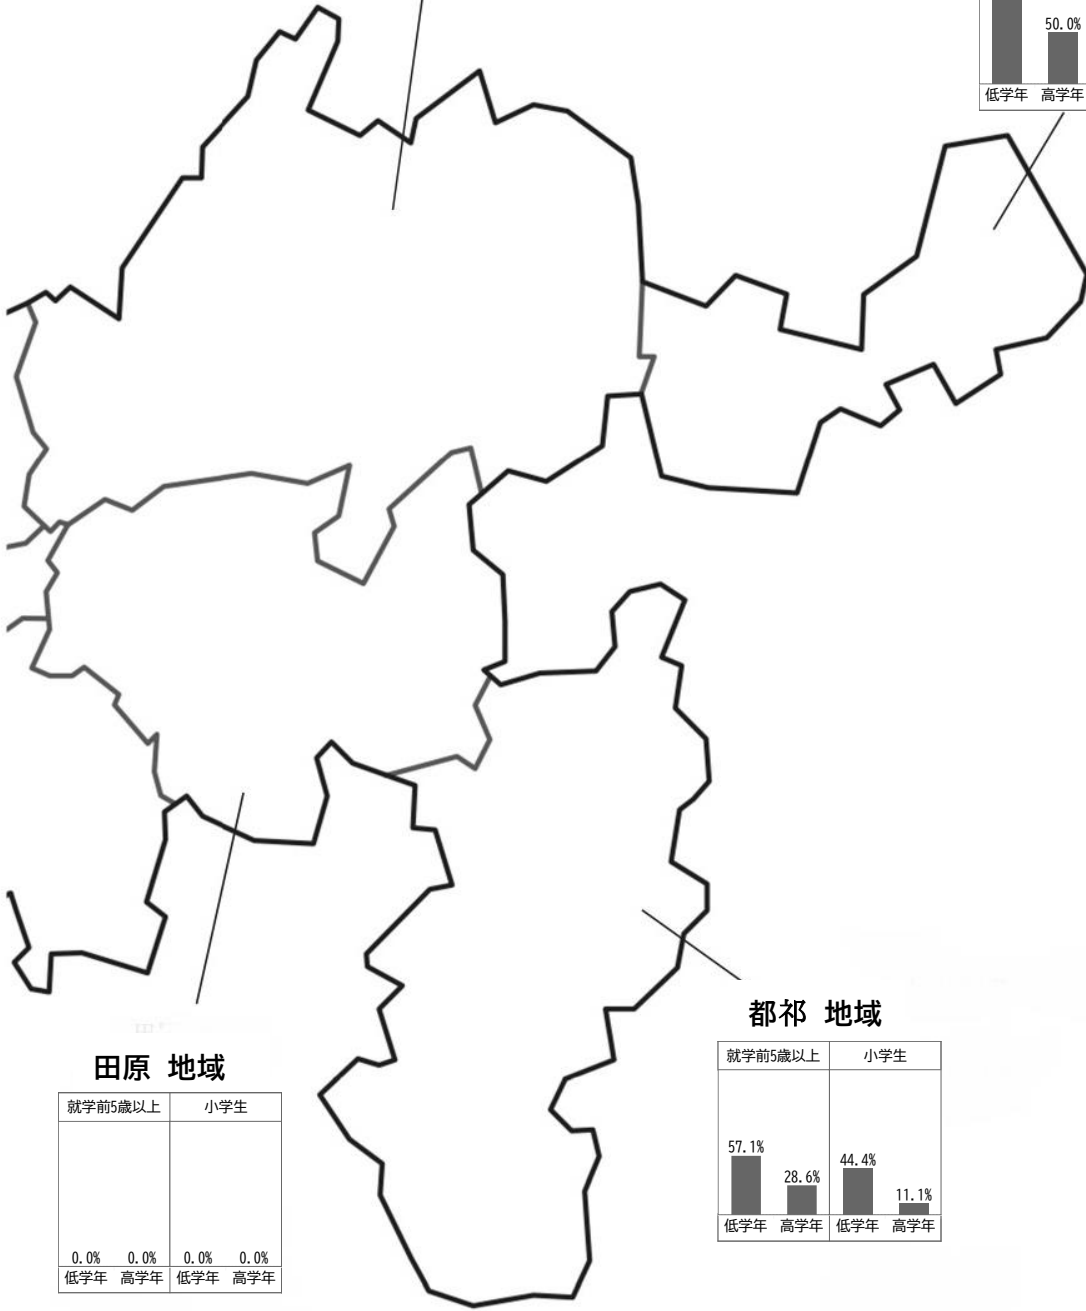 50.0%
低学年 高学年
都祁 地域
就学前5歳以上 小学生
57.1% 28.6% 44.4% 11.1%
低学年 高学年 低学年 高学年
田原 地域
就学前5歳以上 小学生
0.0% 0.0% 0.0% 0.0%
低学年 高学年 低学年 高学年